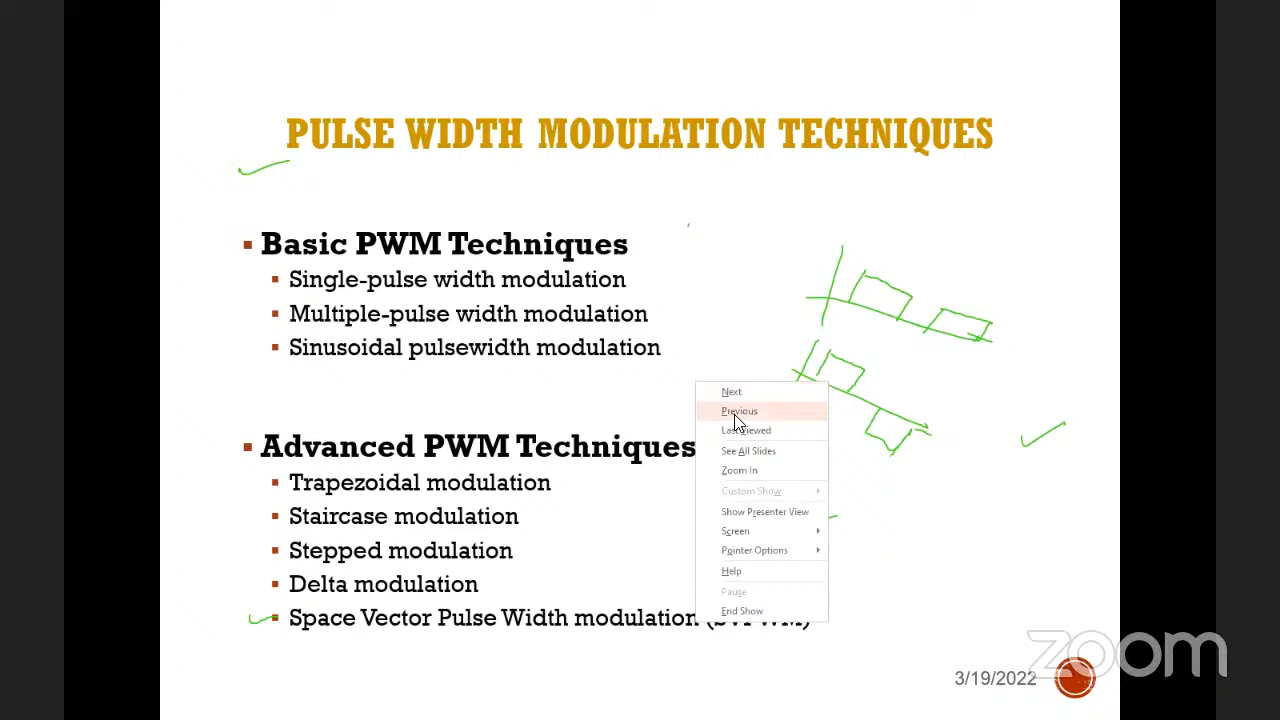 PULSE WIDTH MODULATION TECHNIQUES
Basic PWM Techniques
Single-pulse width modulation
Multiple-pulse width modulation
Sinusoidal pulsewidth modulation
Advanced PWM Techniques
Trapezoidal modulation
Staircase modulation
Stepped modulation
Delta modulation
Space Vector Pulse Width modulation
Next
Previous
Last Viewed
See All Slides
Zoom In
Custom Show
Show Presenter View
Screen
Pointer Options
Help
Pause
End Show
zoom
3/19/2022